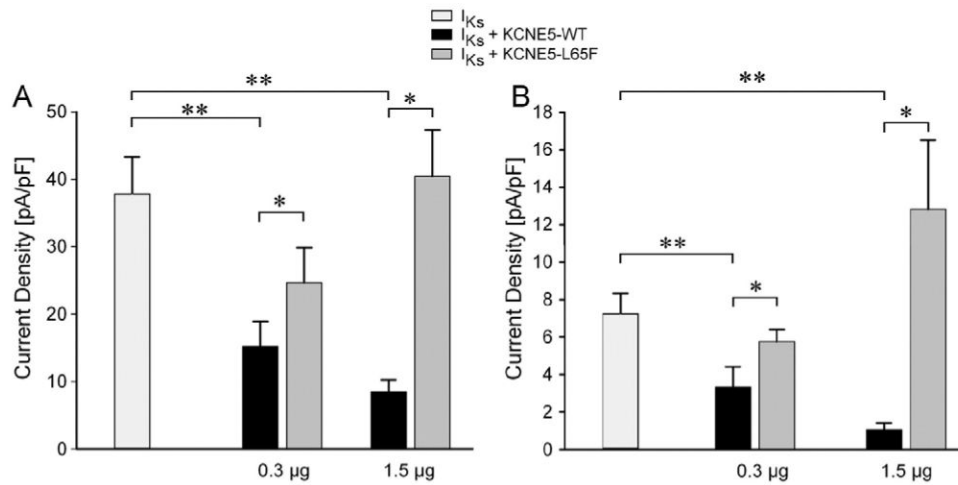 I_Ks
I_Ks + KCNE5-WT
I_Ks + KCNE5-L65F
A
**
**
*
*
50
40
30
20
10
0
Current Density [pA/pF]
0.3 µg
1.5 µg
B
**
*
**
*
18
16
14
12
10
8
6
4
2
0
Current Density [pA/pF]
0.3 µg
1.5 µg